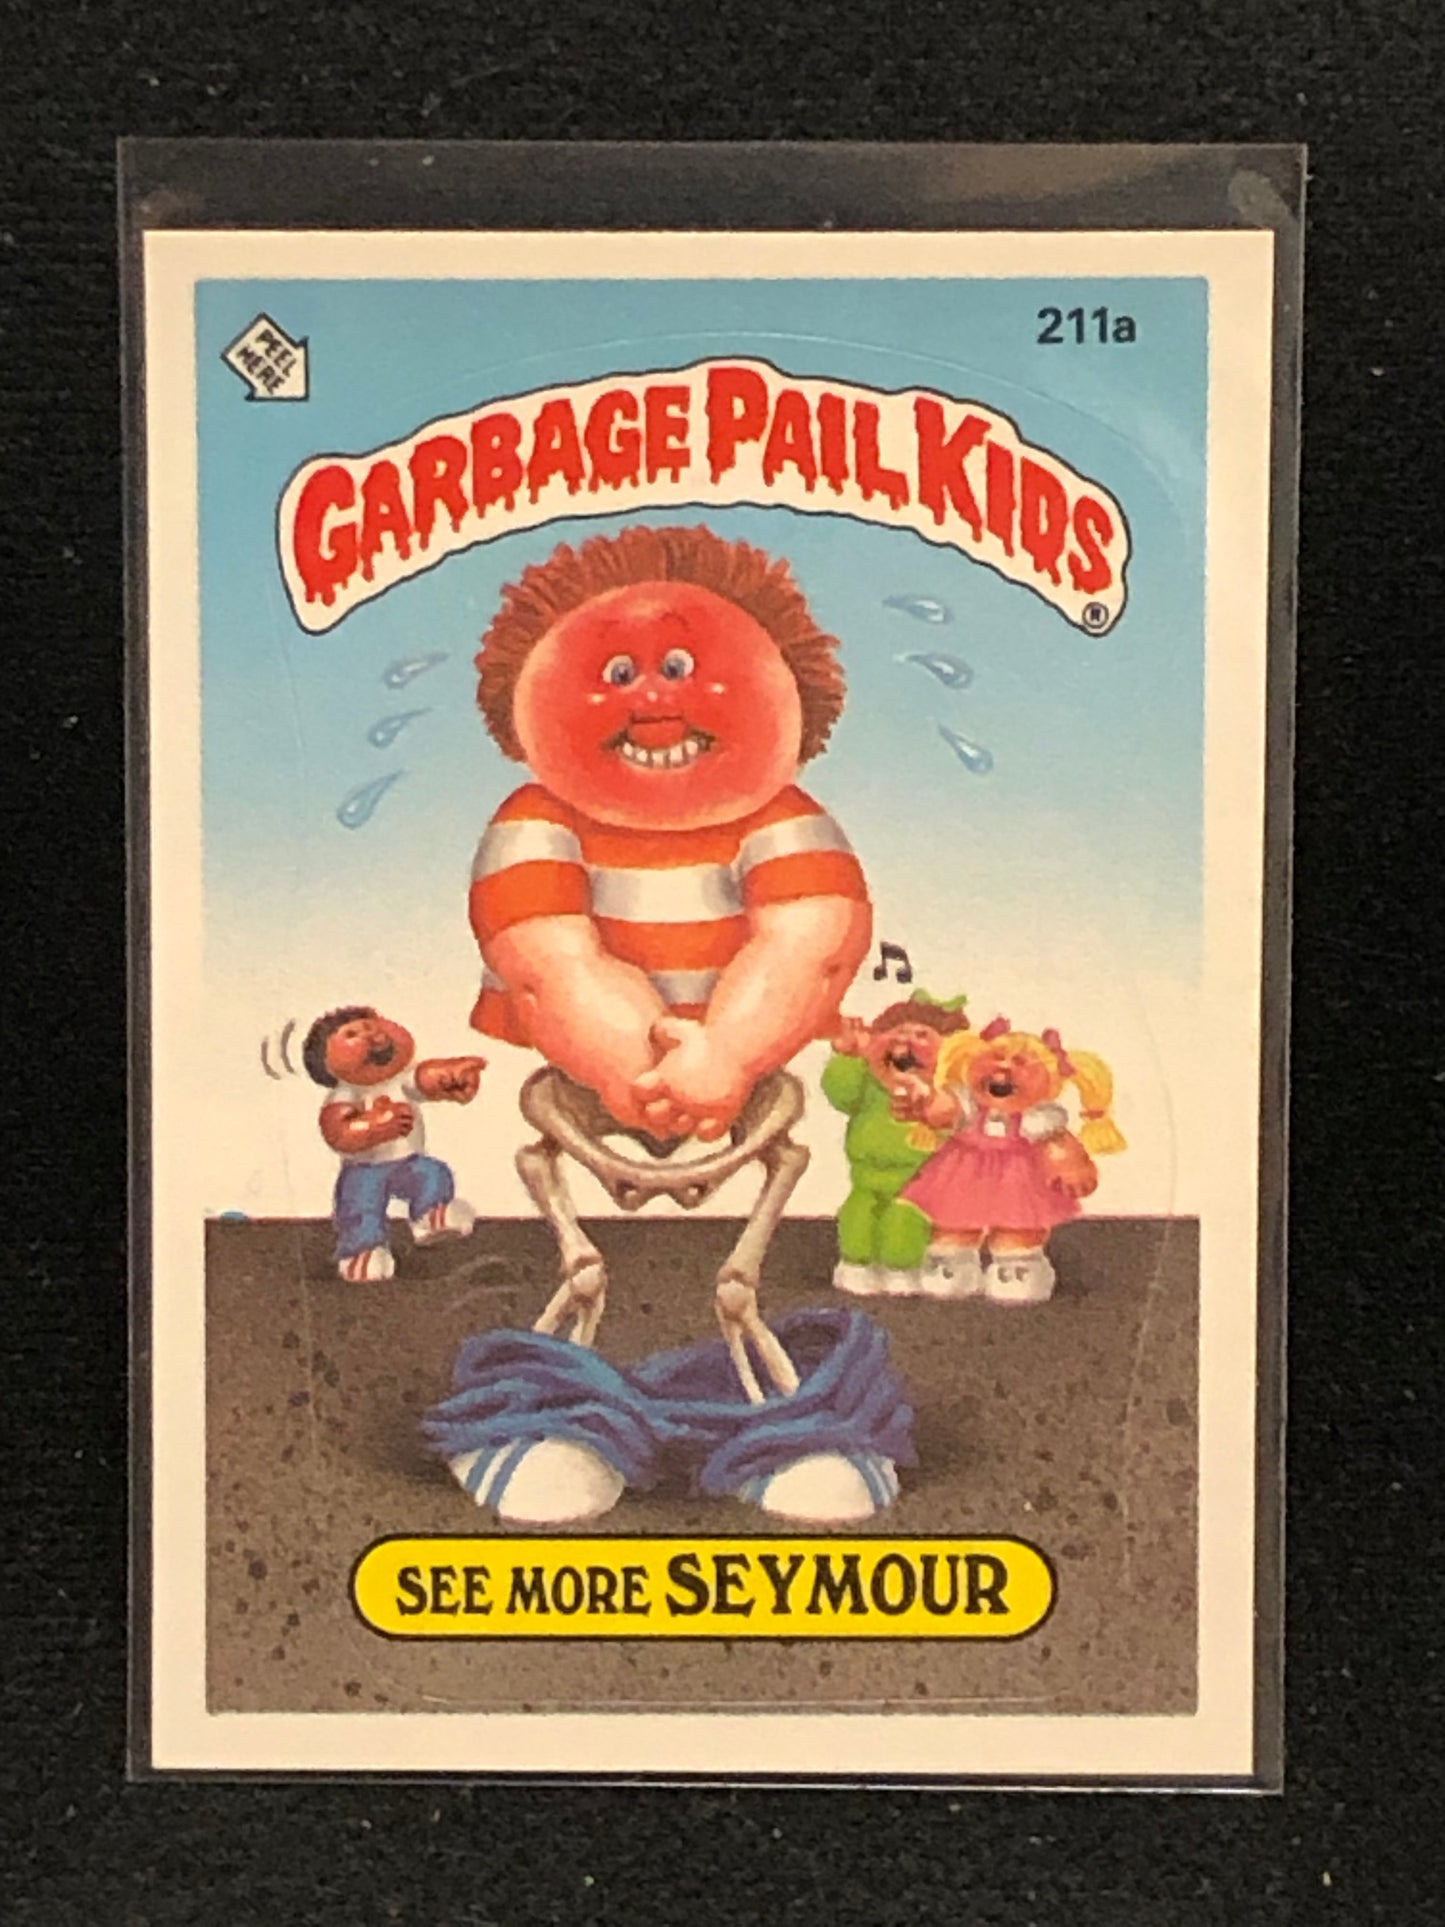 211a
PEEL
HERE
GARBAGE PAIL KIDS
®
SEE MORE SEYMOUR